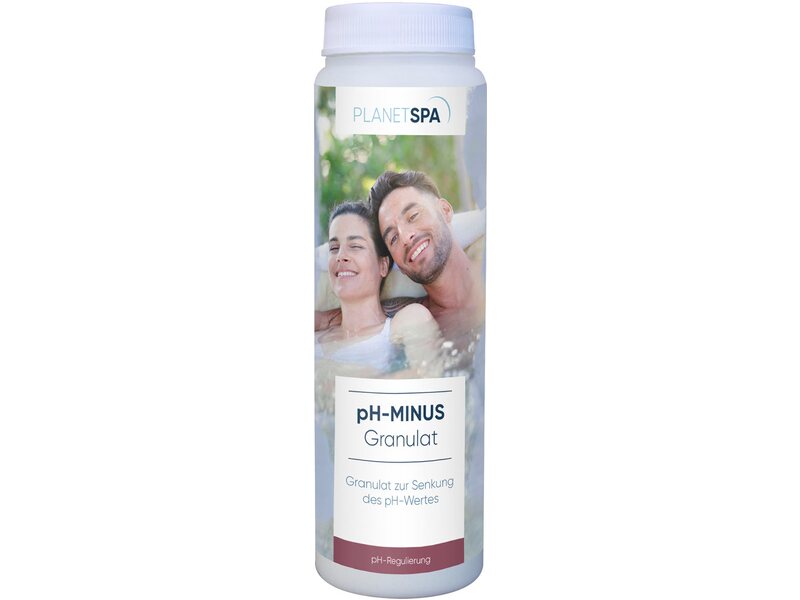 PLANETSPA
pH-MINUS
Granulat
Granulat zur Senkung
des pH-Wertes
pH-Regulierung